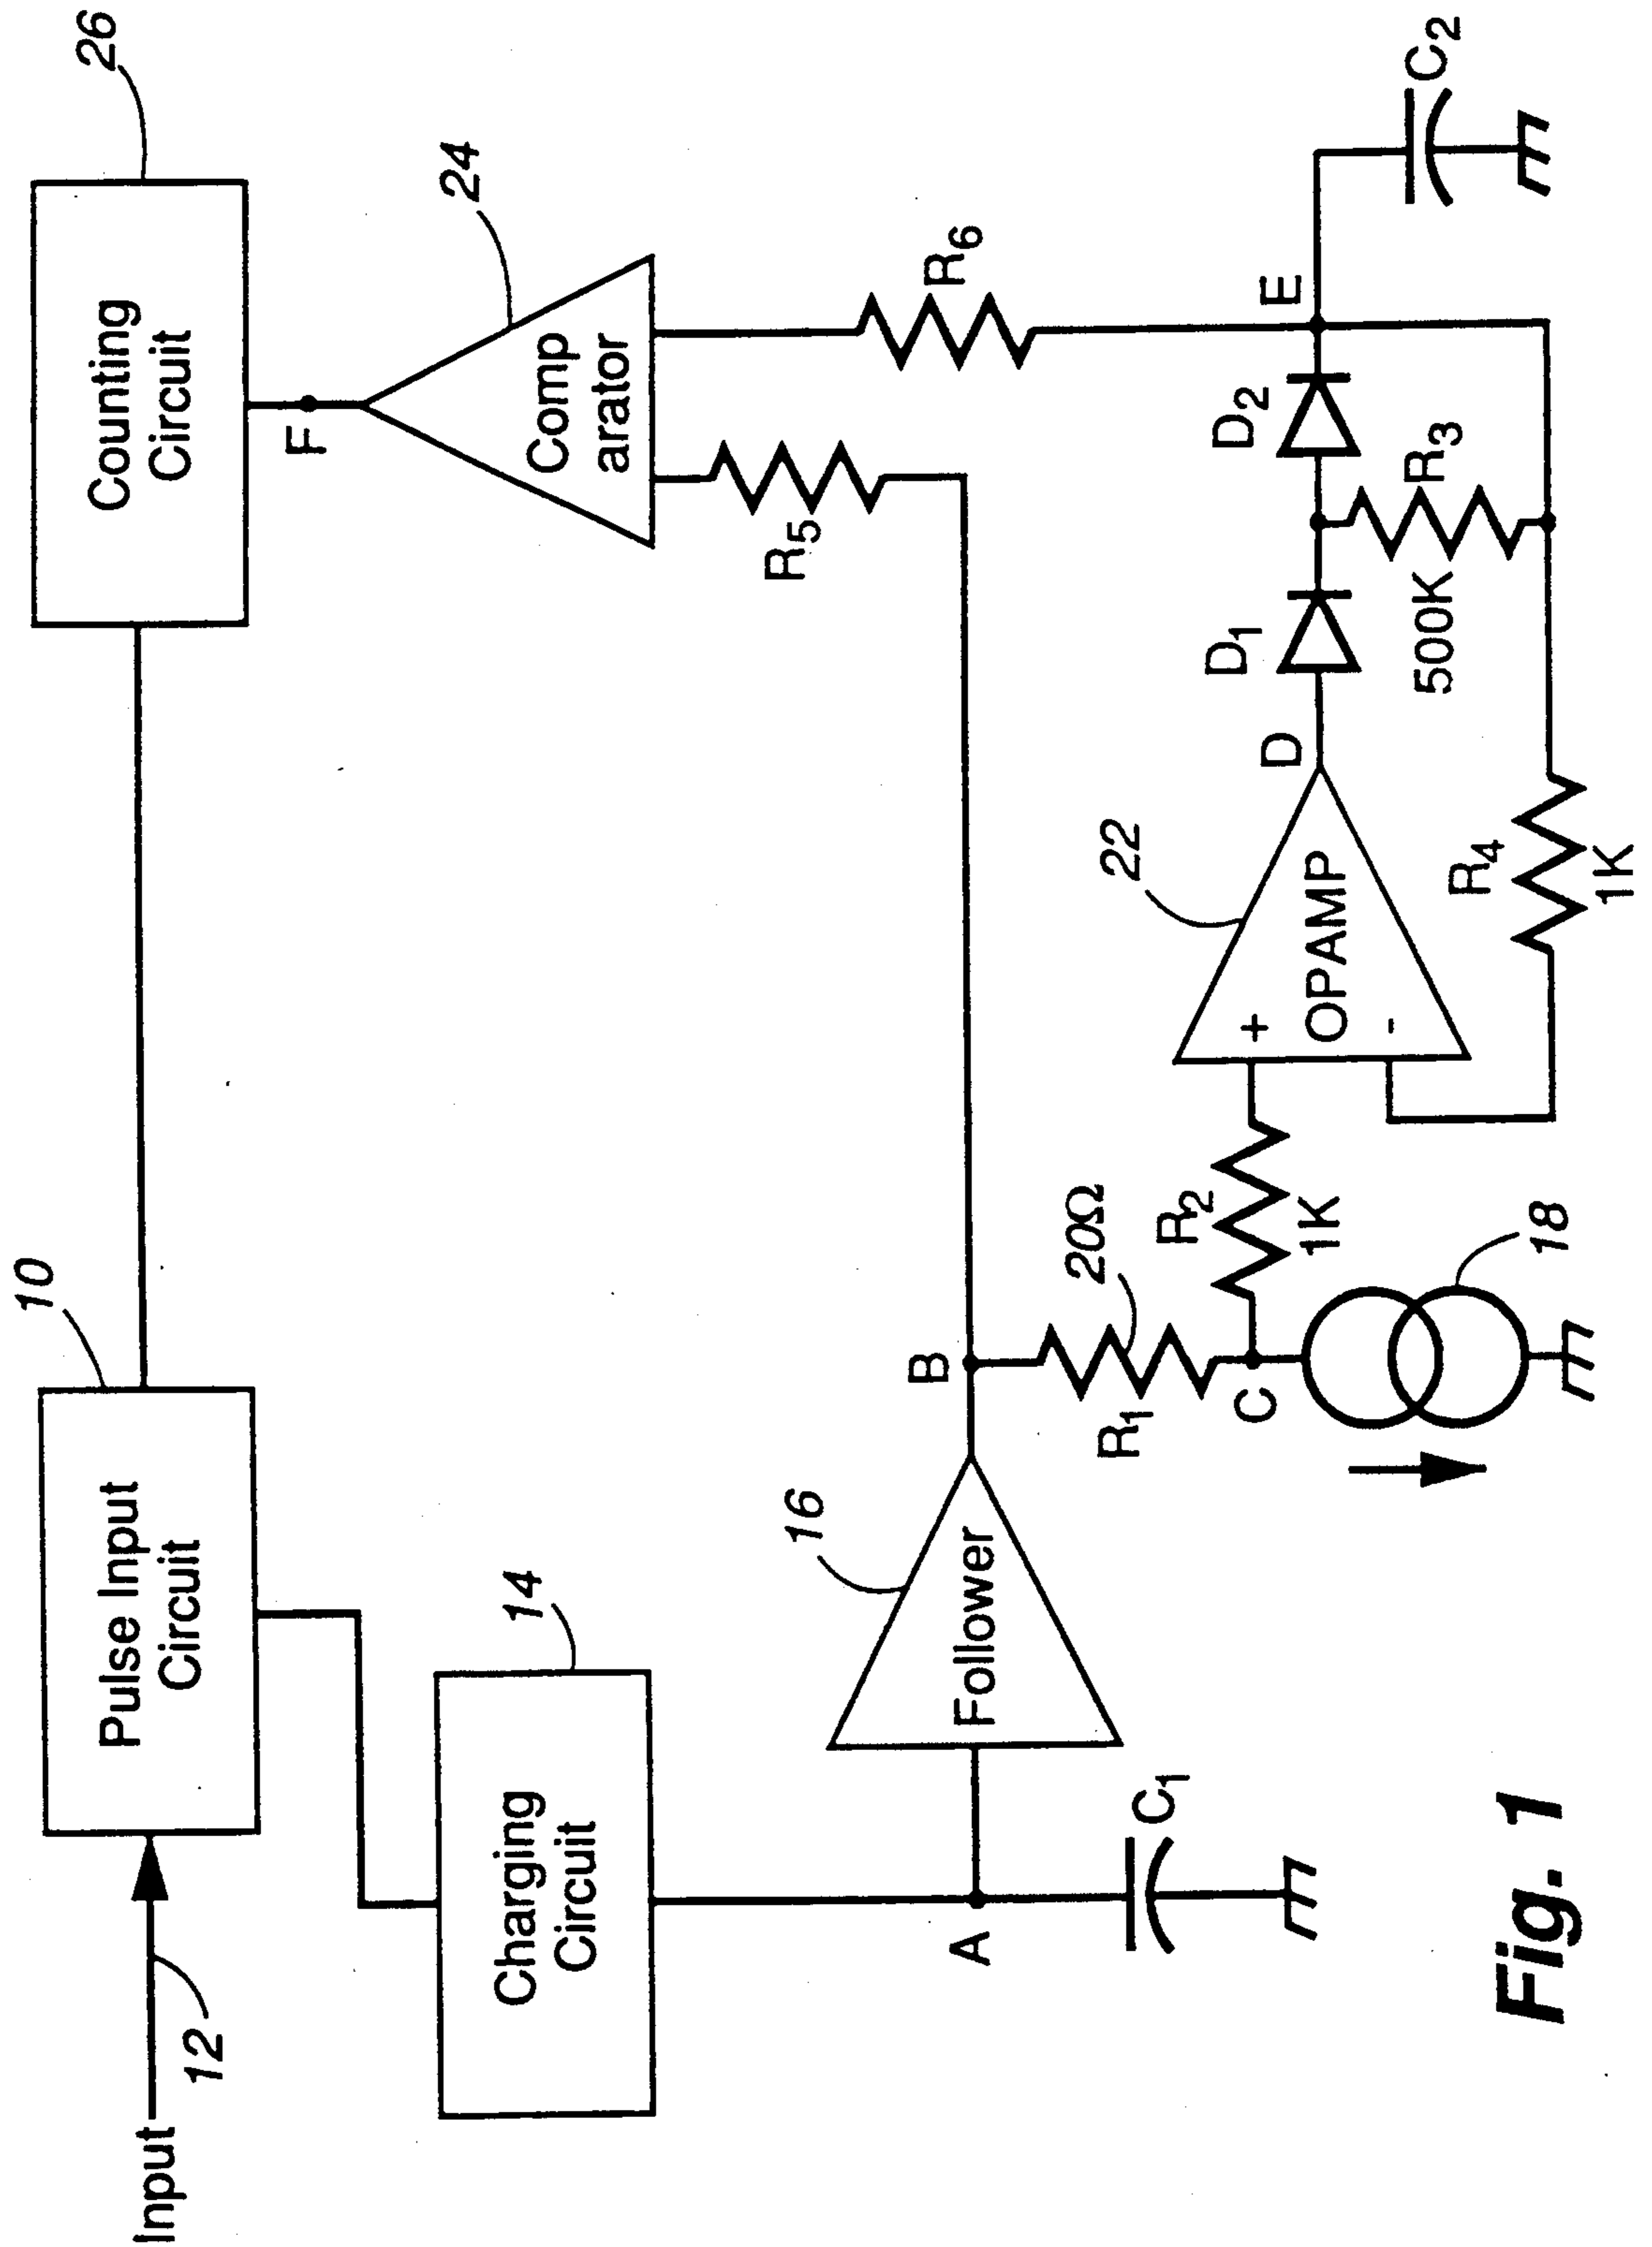 Input
12
10
Pulse Input
Circuit
26
Counting
Circuit
14
Charging
Circuit
F
24
Comp
arator
R5
R6
16
Follower
A
C1
B
R1
20Ω
C
18
R2
1K
22
+
OPAMP
-
D
D1
D2
R3
500K
R4
1K
E
C2
Fig. 1